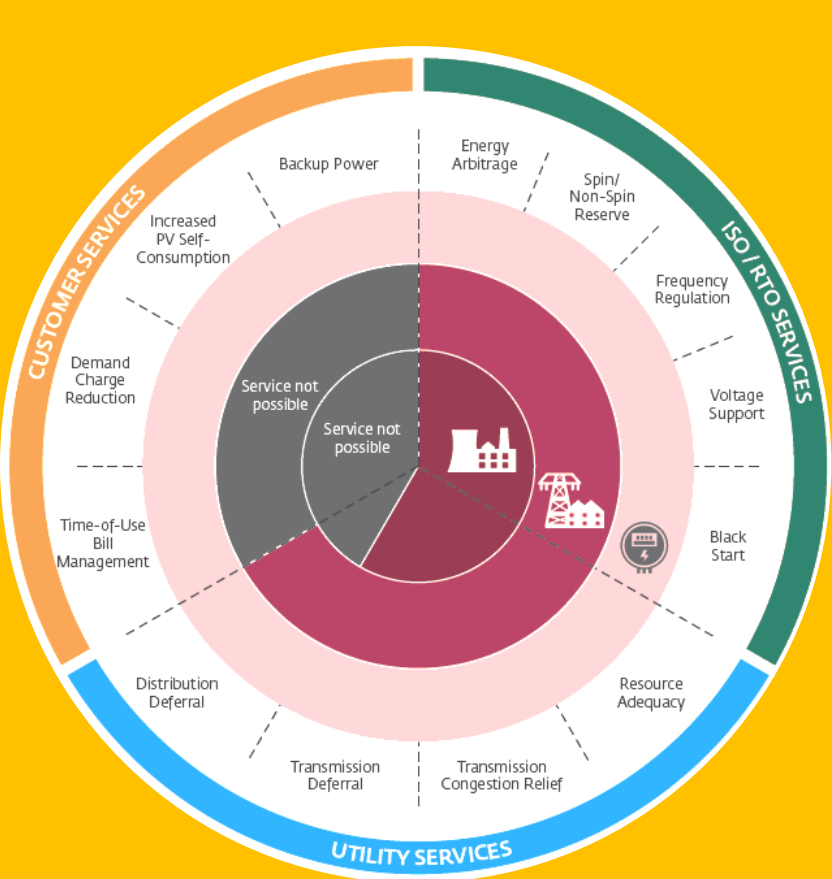 CUSTOMER SERVICES
ISO / RTO SERVICES
UTILITY SERVICES
Backup Power
Energy
Arbitrage
Spin/
Non-Spin
Reserve
Frequency
Regulation
Voltage
Support
Black
Start
Resource
Adequacy
Transmission
Congestion Relief
Transmission
Deferral
Distribution
Deferral
Time-of-Use
Bill
Management
Demand
Charge
Reduction
Increased
PV Self-
Consumption
Service not
possible
Service not
possible